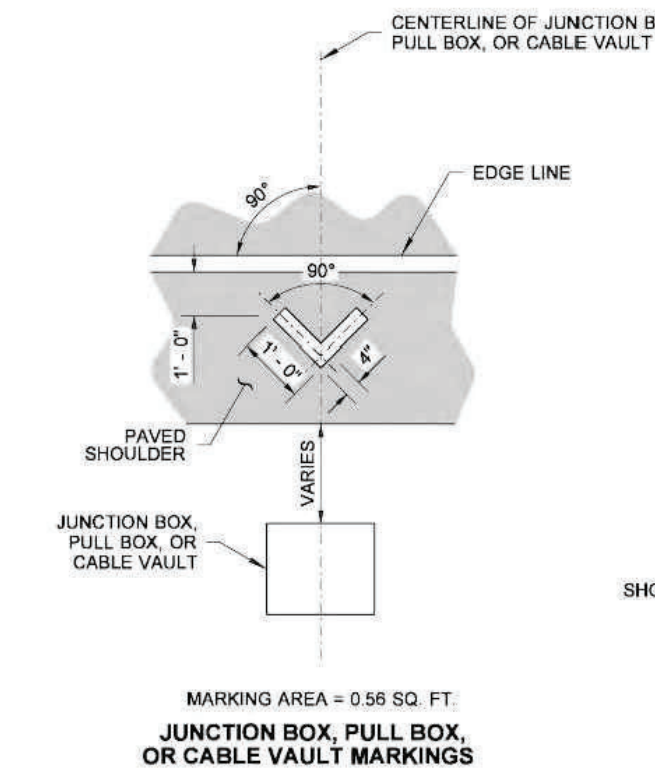 CENTERLINE OF JUNCTION B
PULL BOX, OR CABLE VAULT
EDGE LINE
90°
90°
1' - 0"
1' - 0"
4"
PAVED
SHOULDER
VARIES
JUNCTION BOX,
PULL BOX, OR
CABLE VAULT
SHO
MARKING AREA = 0.56 SQ. FT.
JUNCTION BOX, PULL BOX,
OR CABLE VAULT MARKINGS